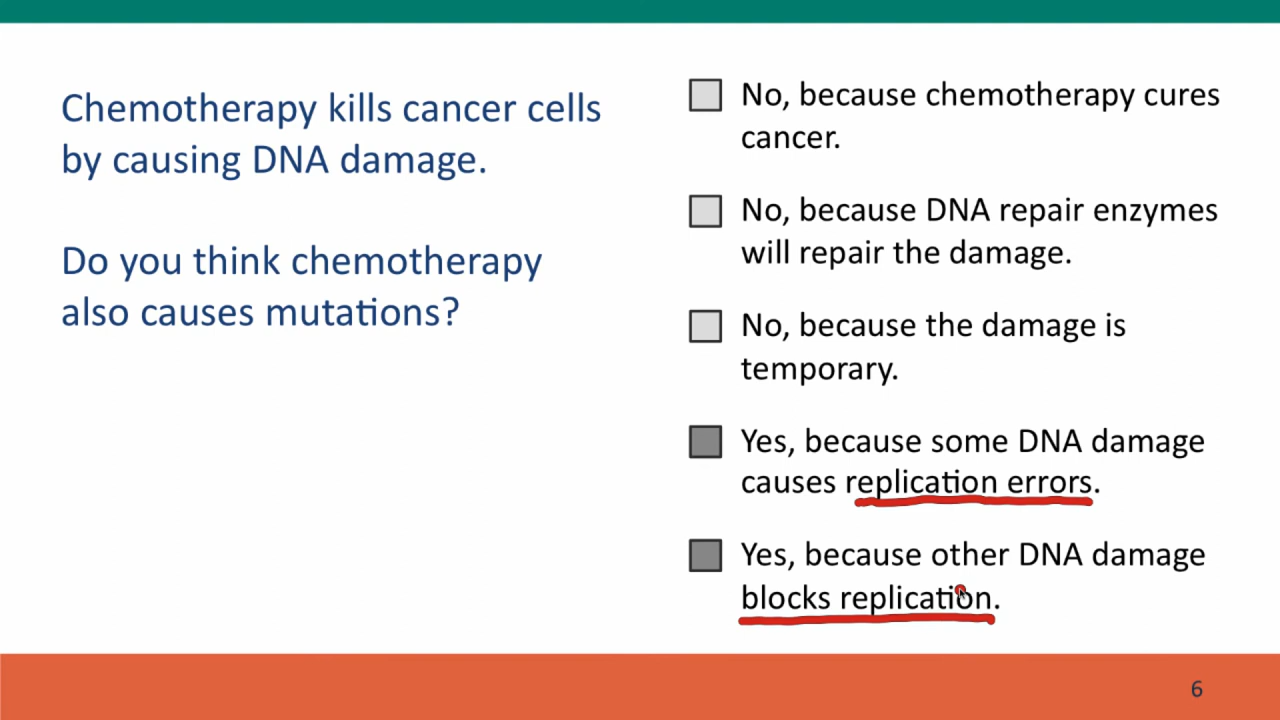 Chemotherapy kills cancer cells
by causing DNA damage.
Do you think chemotherapy
also causes mutations?
No, because chemotherapy cures
cancer.
No, because DNA repair enzymes
will repair the damage.
No, because the damage is
temporary.
Yes, because some DNA damage
causes replication errors.
Yes, because other DNA damage
blocks replication.
6